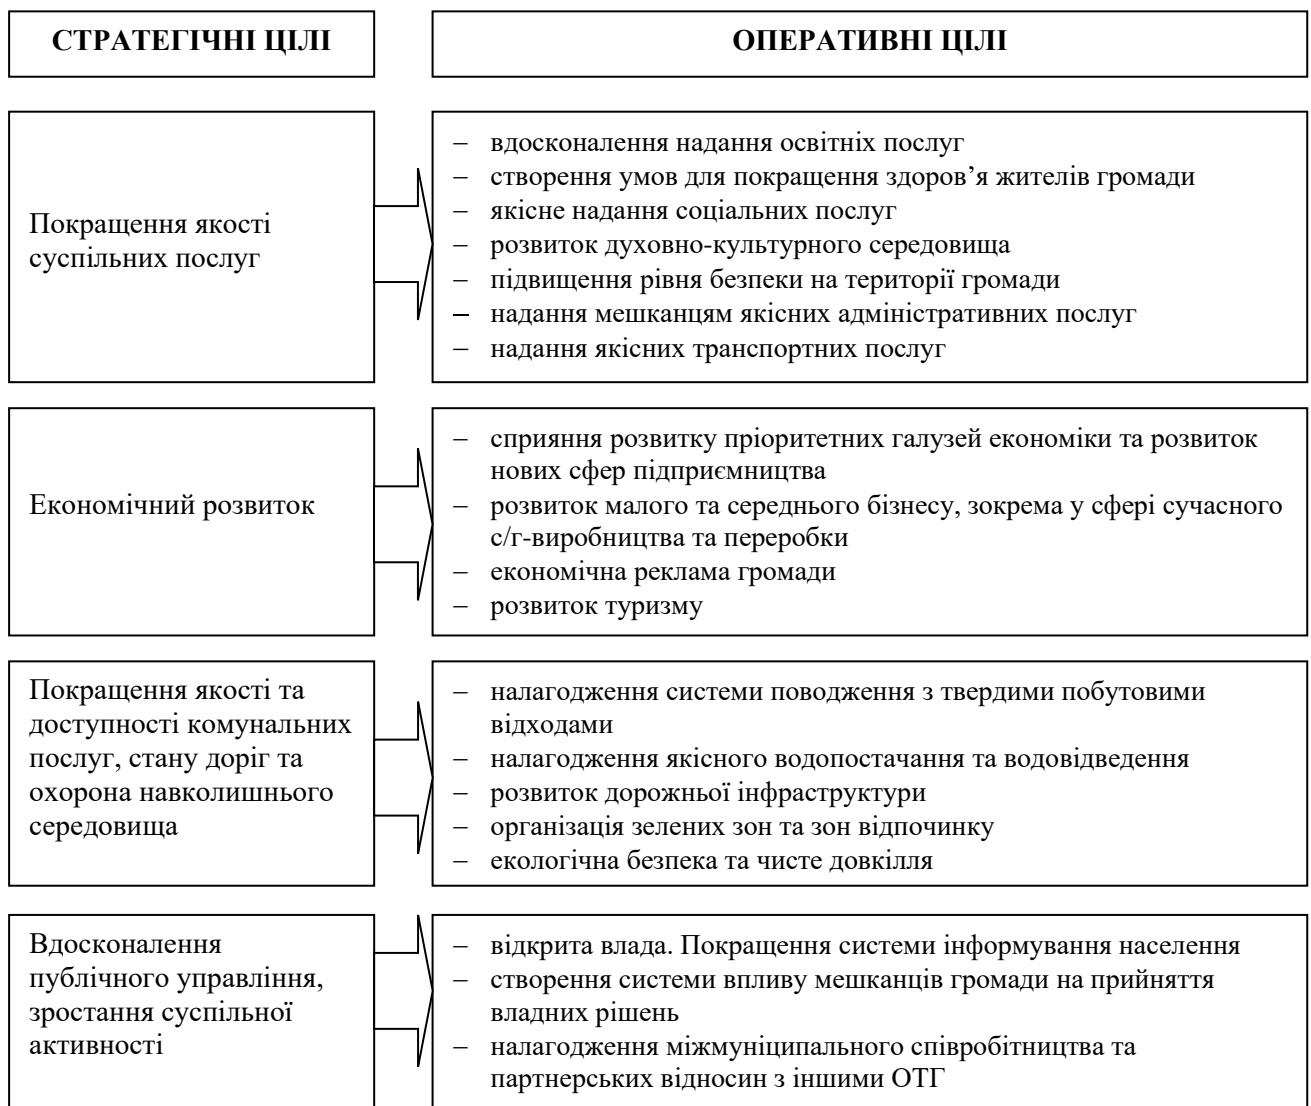 СТРАТЕГІЧНІ ЦІЛІ
ОПЕРАТИВНІ ЦІЛІ
Покращення якості
суспільних послуг
– вдосконалення надання освітніх послуг
– створення умов для покращення здоров’я жителів громади
– якісне надання соціальних послуг
– розвиток духовно-культурного середовища
– підвищення рівня безпеки на території громади
– надання мешканцям якісних адміністративних послуг
– надання якісних транспортних послуг
Економічний розвиток
– сприяння розвитку пріоритетних галузей економіки та розвиток
нових сфер підприємництва
– розвиток малого та середнього бізнесу, зокрема у сфері сучасного
с/г-виробництва та переробки
– економічна реклама громади
– розвиток туризму
Покращення якості та
доступності комунальних
послуг, стану доріг та
охорона навколишнього
середовища
– налагодження системи поводження з твердими побутовими
відходами
– налагодження якісного водопостачання та водовідведення
– розвиток дорожньої інфраструктури
– організація зелених зон та зон відпочинку
– екологічна безпека та чисте довкілля
Вдосконалення
публічного управління,
зростання суспільної
активності
– відкрита влада. Покращення системи інформування населення
– створення системи впливу мешканців громади на прийняття
владних рішень
– налагодження міжмуніципального співробітництва та
партнерських відносин з іншими ОТГ